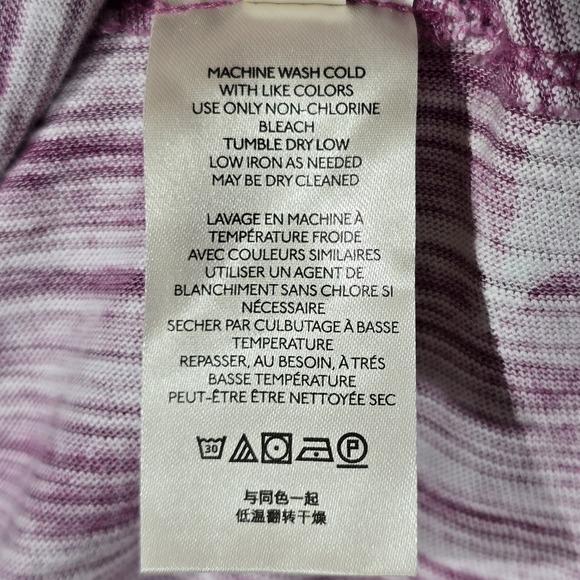 MACHINE WASH COLD
WITH LIKE COLORS
USE ONLY NON-CHLORINE
BLEACH
TUMBLE DRY LOW
LOW IRON AS NEEDED
MAY BE DRY CLEANED
LAVAGE EN MACHINE À
TEMPÉRATURE FROIDE
AVEC COULEURS SIMILAIRES
UTILISER UN AGENT DE
BLANCHIMENT SANS CHLORE SI
NÉCESSAIRE
SECHER PAR CULBUTAGE À BASSE
TEMPERATURE
REPASSER, AU BESOIN, À TRÉS
BASSE TEMPÉRATURE
PEUT-ÊTRE ÊTRE NETTOYÉE SEC
30 P
与同色一起
低温翻转干燥